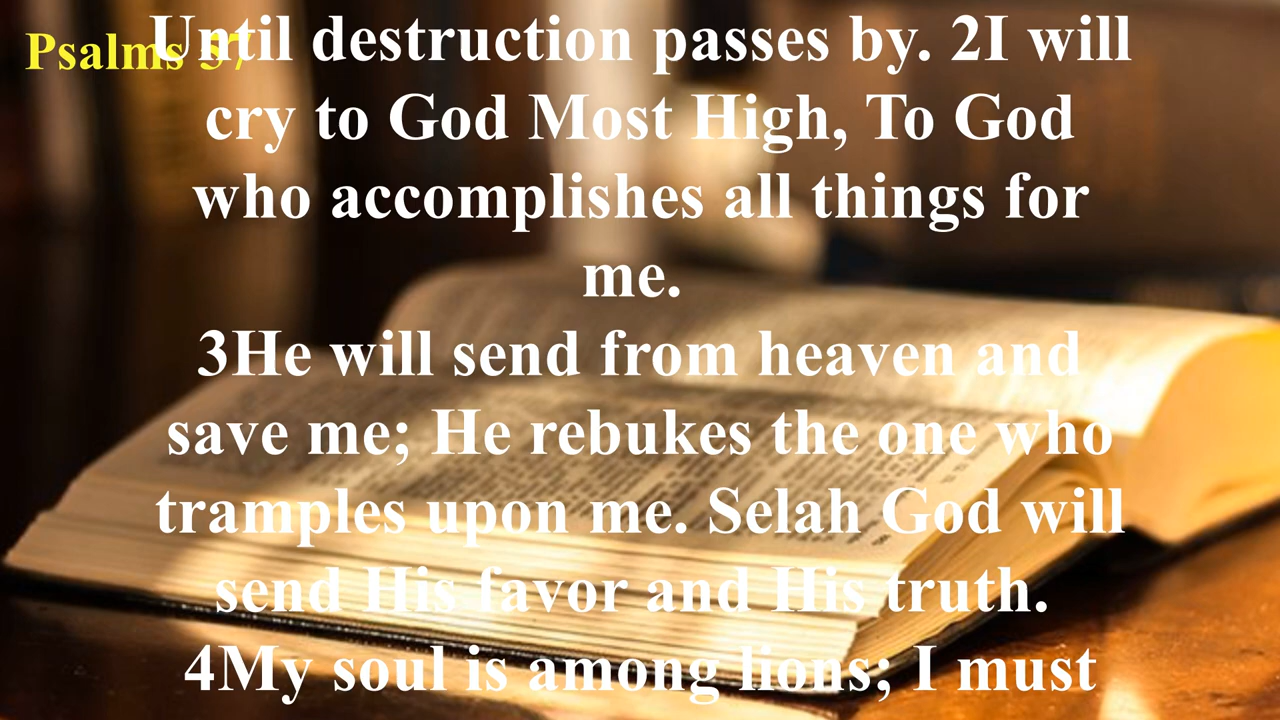 Psalms 57
Until destruction passes by. 2I will
cry to God Most High, To God
who accomplishes all things for
me.
3He will send from heaven and
save me; He rebukes the one who
tramples upon me. Selah God will
send His favor and His truth.
4My soul is among lions; I must